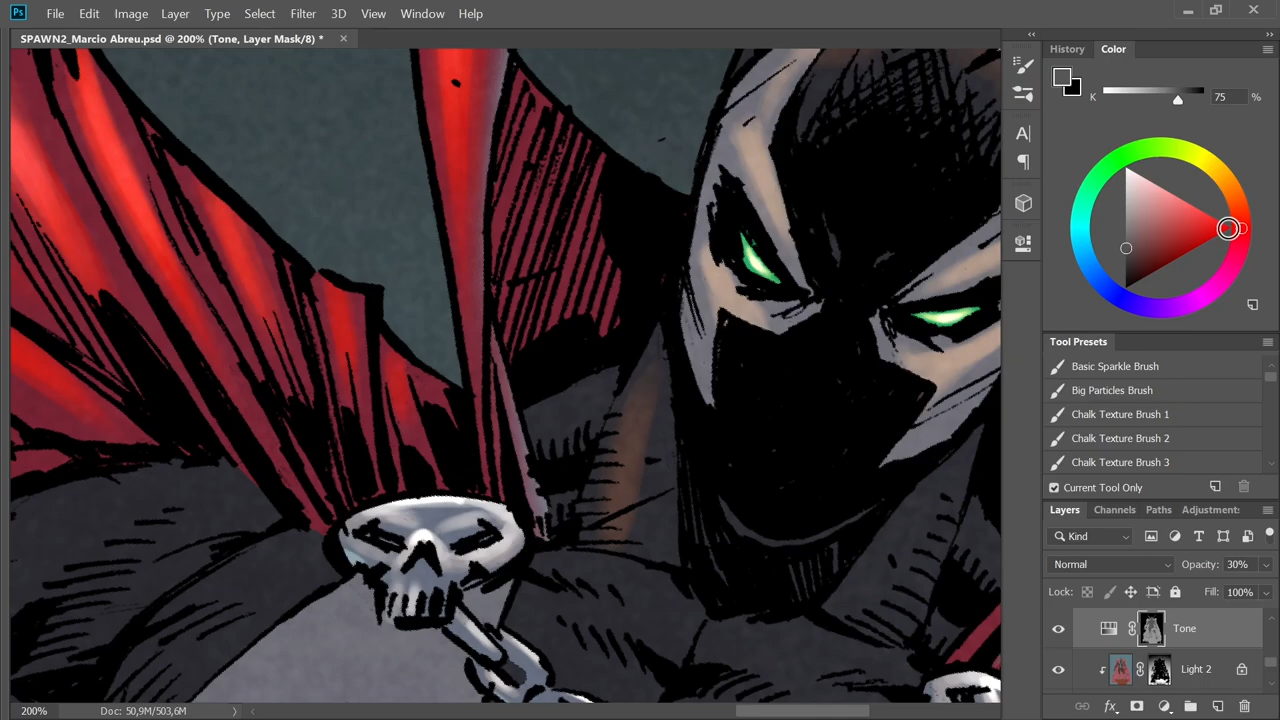 Ps File Edit Image Layer Type Select Filter 3D View Window Help
SPAWN2_Marcio Abreu.psd @ 200% (Tone, Layer Mask/8) *
History Color
K 75 %
Tool Presets
Basic Sparkle Brush
Big Particles Brush
Chalk Texture Brush 1
Chalk Texture Brush 2
Chalk Texture Brush 3
Current Tool Only
Layers Channels Paths Adjustment:
Kind
Normal Opacity: 30%
Lock: Fill: 100%
Tone
Light 2
200% Doc: 50,9M/503,6M